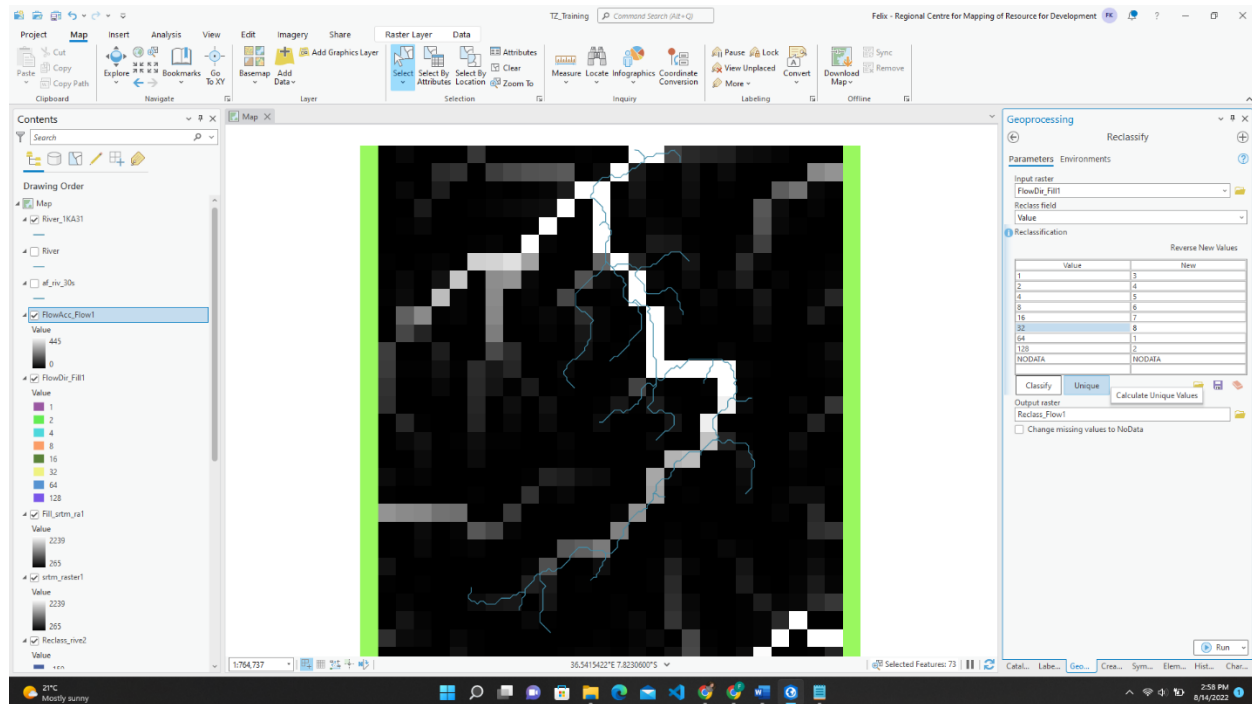 TZ_Training
Command Search (Alt+Q)
Felix - Regional Centre for Mapping of Resource for Development
FK
?
Project Map Insert Analysis View Edit Imagery Share Raster Layer Data
Paste
Cut
Copy
Copy Path
Clipboard
Explore
Bookmarks
Go To XY
Navigate
Basemap
Add Data
Add Graphics Layer
Layer
Select
Select By Attributes
Select By Location
Attributes
Clear
Zoom To
Selection
Measure
Locate
Infographics
Coordinate Conversion
Inquiry
Pause
Lock
View Unplaced
More
Convert
Labeling
Download Map
Sync
Remove
Offline
Contents
Search
Drawing Order
Map
River_1KA31
River
af_riv_30s
FlowAcc_Flow1
Value
445
0
FlowDir_Fill1
Value
1
2
4
8
16
32
64
128
Fill_srtm_ra1
Value
2239
265
srtm_raster1
Value
2239
265
Reclass_rive2
Value
Map
1:764,737
36.5415422°E 7.8230600°S
Selected Features: 73
Geoprocessing
Reclassify
Parameters Environments
?
Input raster
FlowDir_Fill1
Reclass field
Value
Reclassification
Reverse New Values
Value New
1 3
2 4
4 5
8 6
16 7
32 8
64 1
128 2
NODATA NODATA
Classify Unique
Calculate Unique Values
Output raster
Reclass_Flow1
Change missing values to NoData
Run
Catal... Labe... Geo... Crea... Sym... Elem... Hist... Char...
21°C
Mostly sunny
2:58 PM
8/14/2022
1